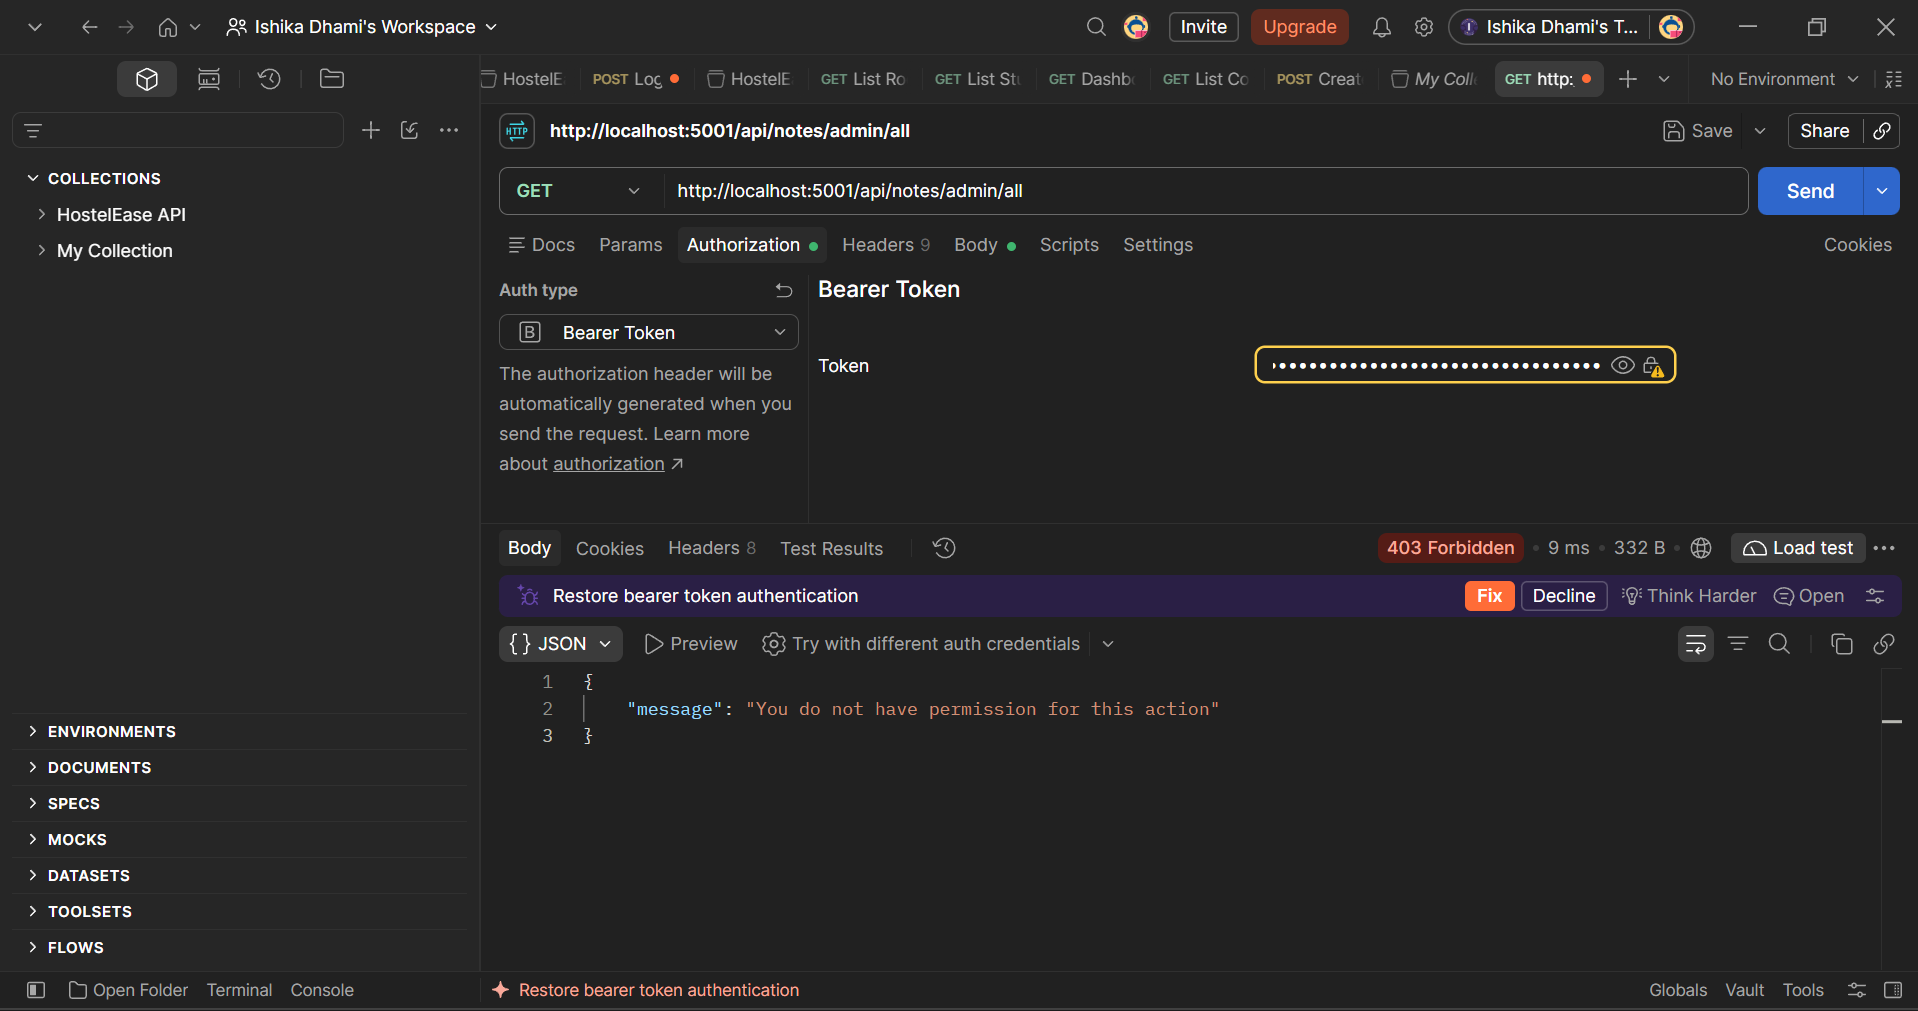 Ishika Dhami's Workspace
Invite
Upgrade
Ishika Dhami's T...
HostelE
POST Log
HostelE
GET List Ro
GET List Stu
GET Dashb
GET List Co
POST Creat
My Coll
GET http:
No Environment
HTTP
http://localhost:5001/api/notes/admin/all
Save
Share
COLLECTIONS
HostelEase API
My Collection
GET
http://localhost:5001/api/notes/admin/all
Send
Docs
Params
Authorization
Headers 9
Body
Scripts
Settings
Cookies
Auth type
B
Bearer Token
The authorization header will be
automatically generated when you
send the request. Learn more
about authorization
Bearer Token
Token
Body
Cookies
Headers 8
Test Results
403 Forbidden
9 ms
332 B
Load test
Restore bearer token authentication
Fix
Decline
Think Harder
Open
{} JSON
Preview
Try with different auth credentials
1 {
2 "message": "You do not have permission for this action"
3 }
ENVIRONMENTS
DOCUMENTS
SPECS
MOCKS
DATASETS
TOOLSETS
FLOWS
Open Folder
Terminal
Console
Restore bearer token authentication
Globals
Vault
Tools